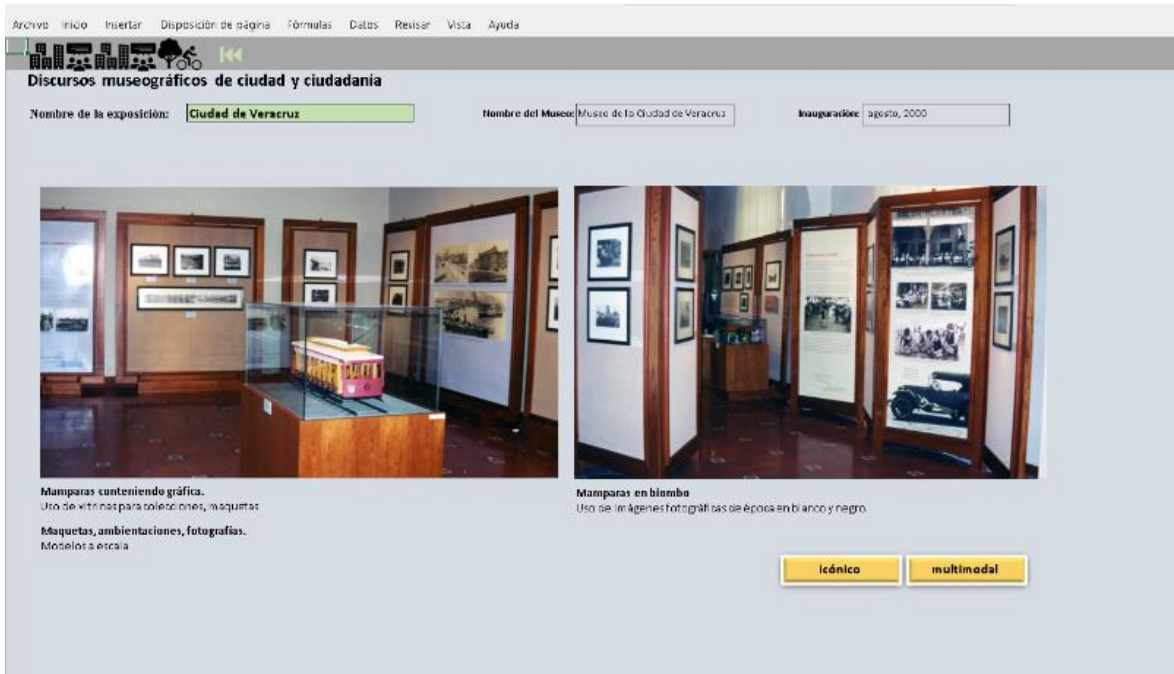 Archivo Inicio Insertar Disposición de página Fórmulas Datos Revisar Vista Ayuda
Discursos museográficos de ciudad y ciudadanía
Nombre de la exposición: Ciudad de Veracruz Nombre del Museo: Museo de la Ciudad de Veracruz Inauguración: agosto, 2000
Mamparas conteniendo gráfica.
Uso de vitrinas para colecciones, maquetas
Maquetas, ambientaciones, fotografías.
Modelos a escala
Mamparas en biombo
Uso de imágenes fotográficas de época en blanco y negro.
icónico multimodal